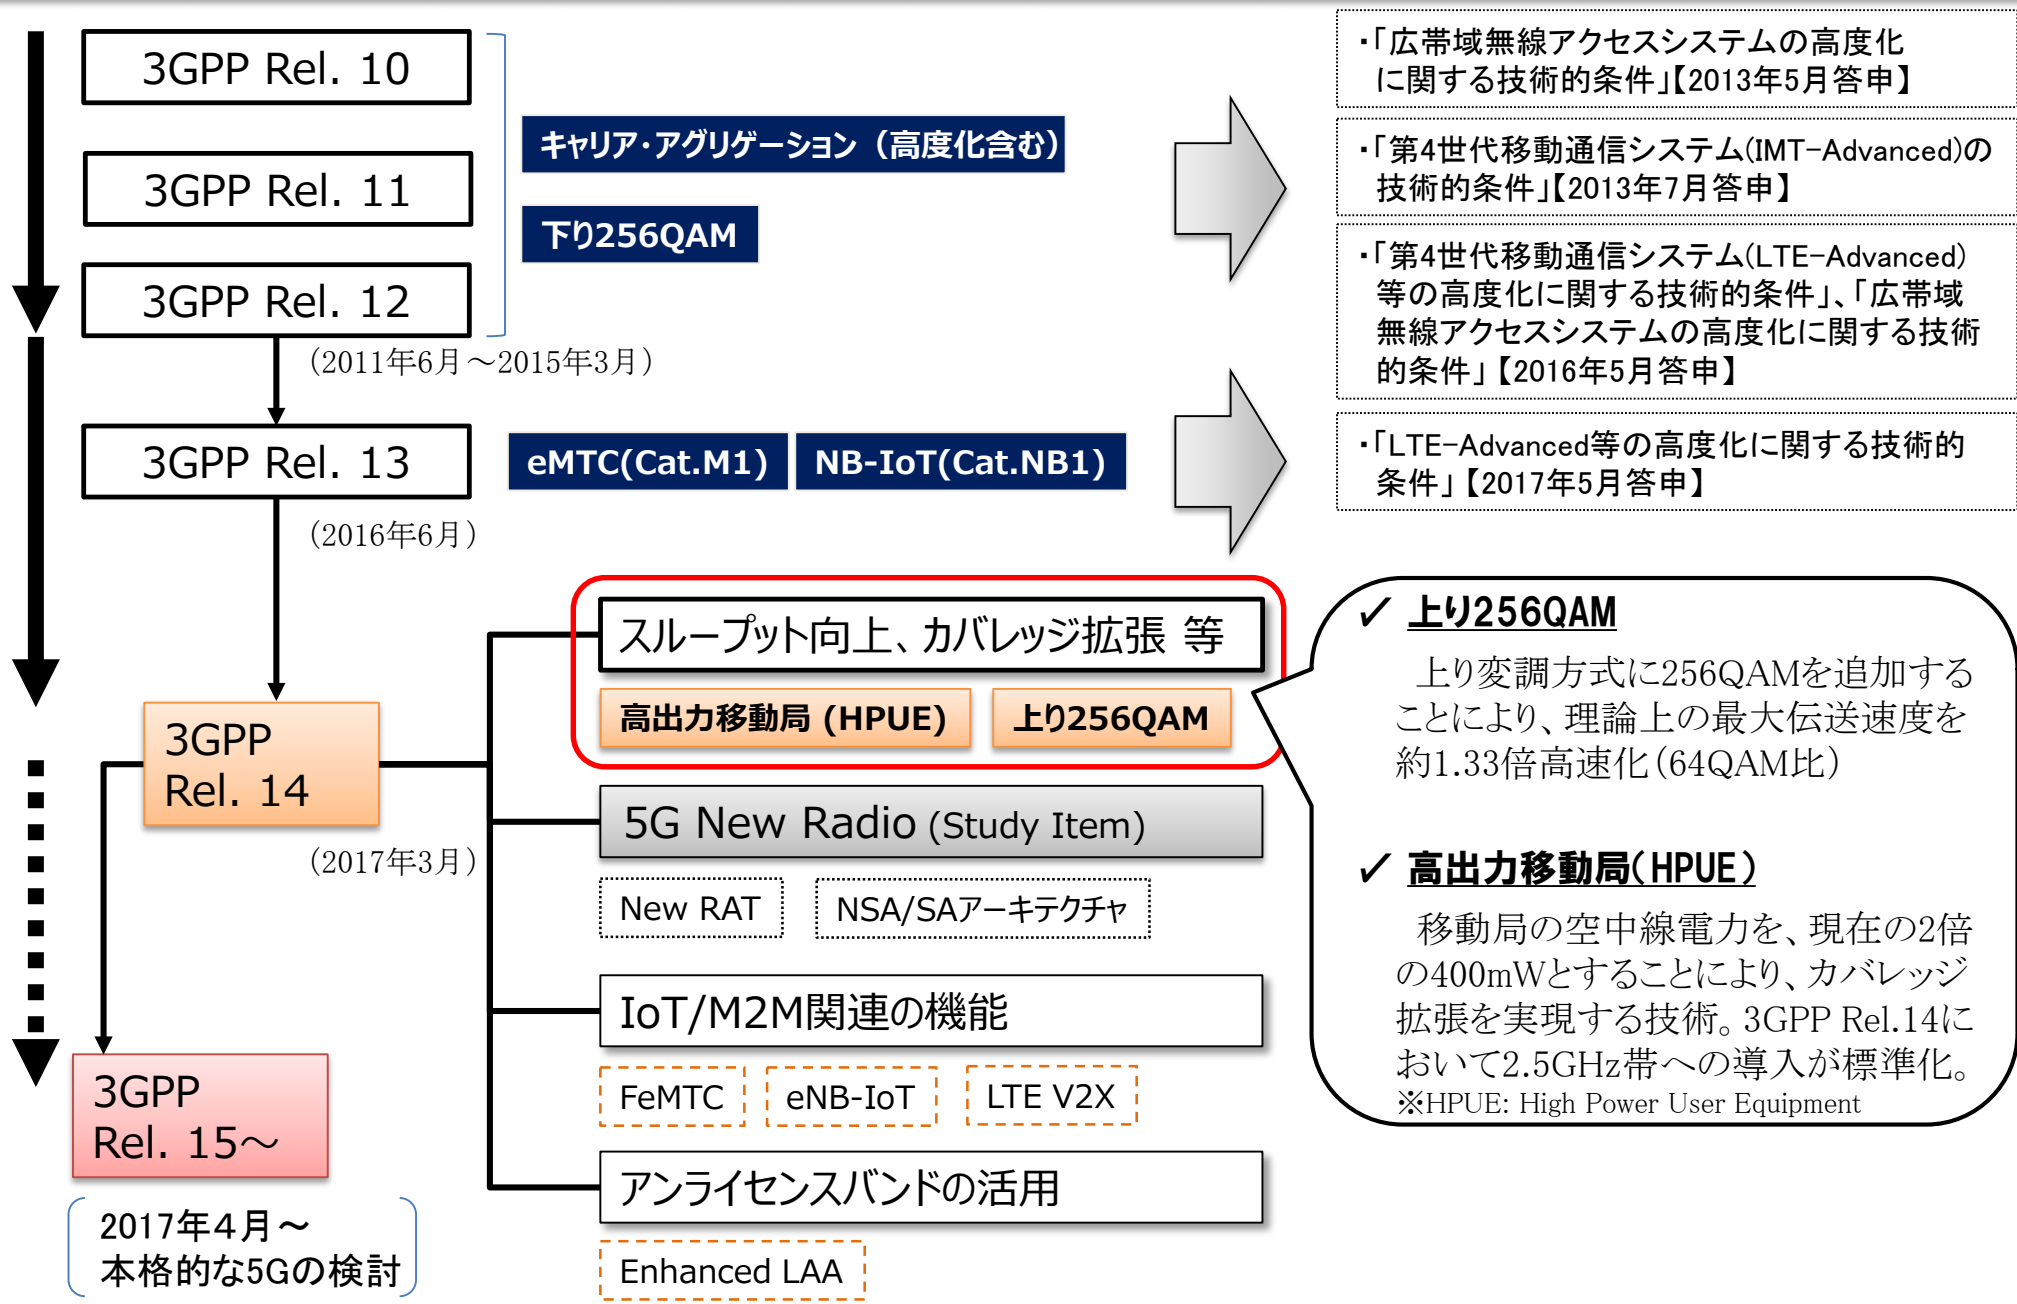 3GPP Rel. 10
3GPP Rel. 11
3GPP Rel. 12
(2011年6月～2015年3月)
キャリア・アグリゲーション（高度化含む）
下り256QAM
・「広帯域無線アクセスシステムの高度化
に関する技術的条件」【2013年5月答申】
・「第4世代移動通信システム(IMT-Advanced)の
技術的条件」【2013年7月答申】
・「第4世代移動通信システム(LTE-Advanced)
等の高度化に関する技術的条件」、「広帯域
無線アクセスシステムの高度化に関する技術
的条件」【2016年5月答申】
3GPP Rel. 13
(2016年6月)
eMTC(Cat.M1)
NB-IoT(Cat.NB1)
・「LTE-Advanced等の高度化に関する技術的
条件」【2017年5月答申】
3GPP
Rel. 14
(2017年3月)
スループット向上、カバレッジ拡張 等
高出力移動局 (HPUE)
上り256QAM
5G New Radio (Study Item)
New RAT
NSA/SAアーキテクチャ
IoT/M2M関連の機能
FeMTC
eNB-IoT
LTE V2X
アンライセンスバンドの活用
Enhanced LAA
✓ 上り256QAM
上り変調方式に256QAMを追加する
ことにより、理論上の最大伝送速度を
約1.33倍高速化（64QAM比）
✓ 高出力移動局（HPUE）
移動局の空中線電力を、現在の2倍
の400mWとすることにより、カバレッジ
拡張を実現する技術。3GPP Rel.14に
おいて2.5GHz帯への導入が標準化。
※HPUE: High Power User Equipment
3GPP
Rel. 15～
2017年４月～
本格的な5Gの検討